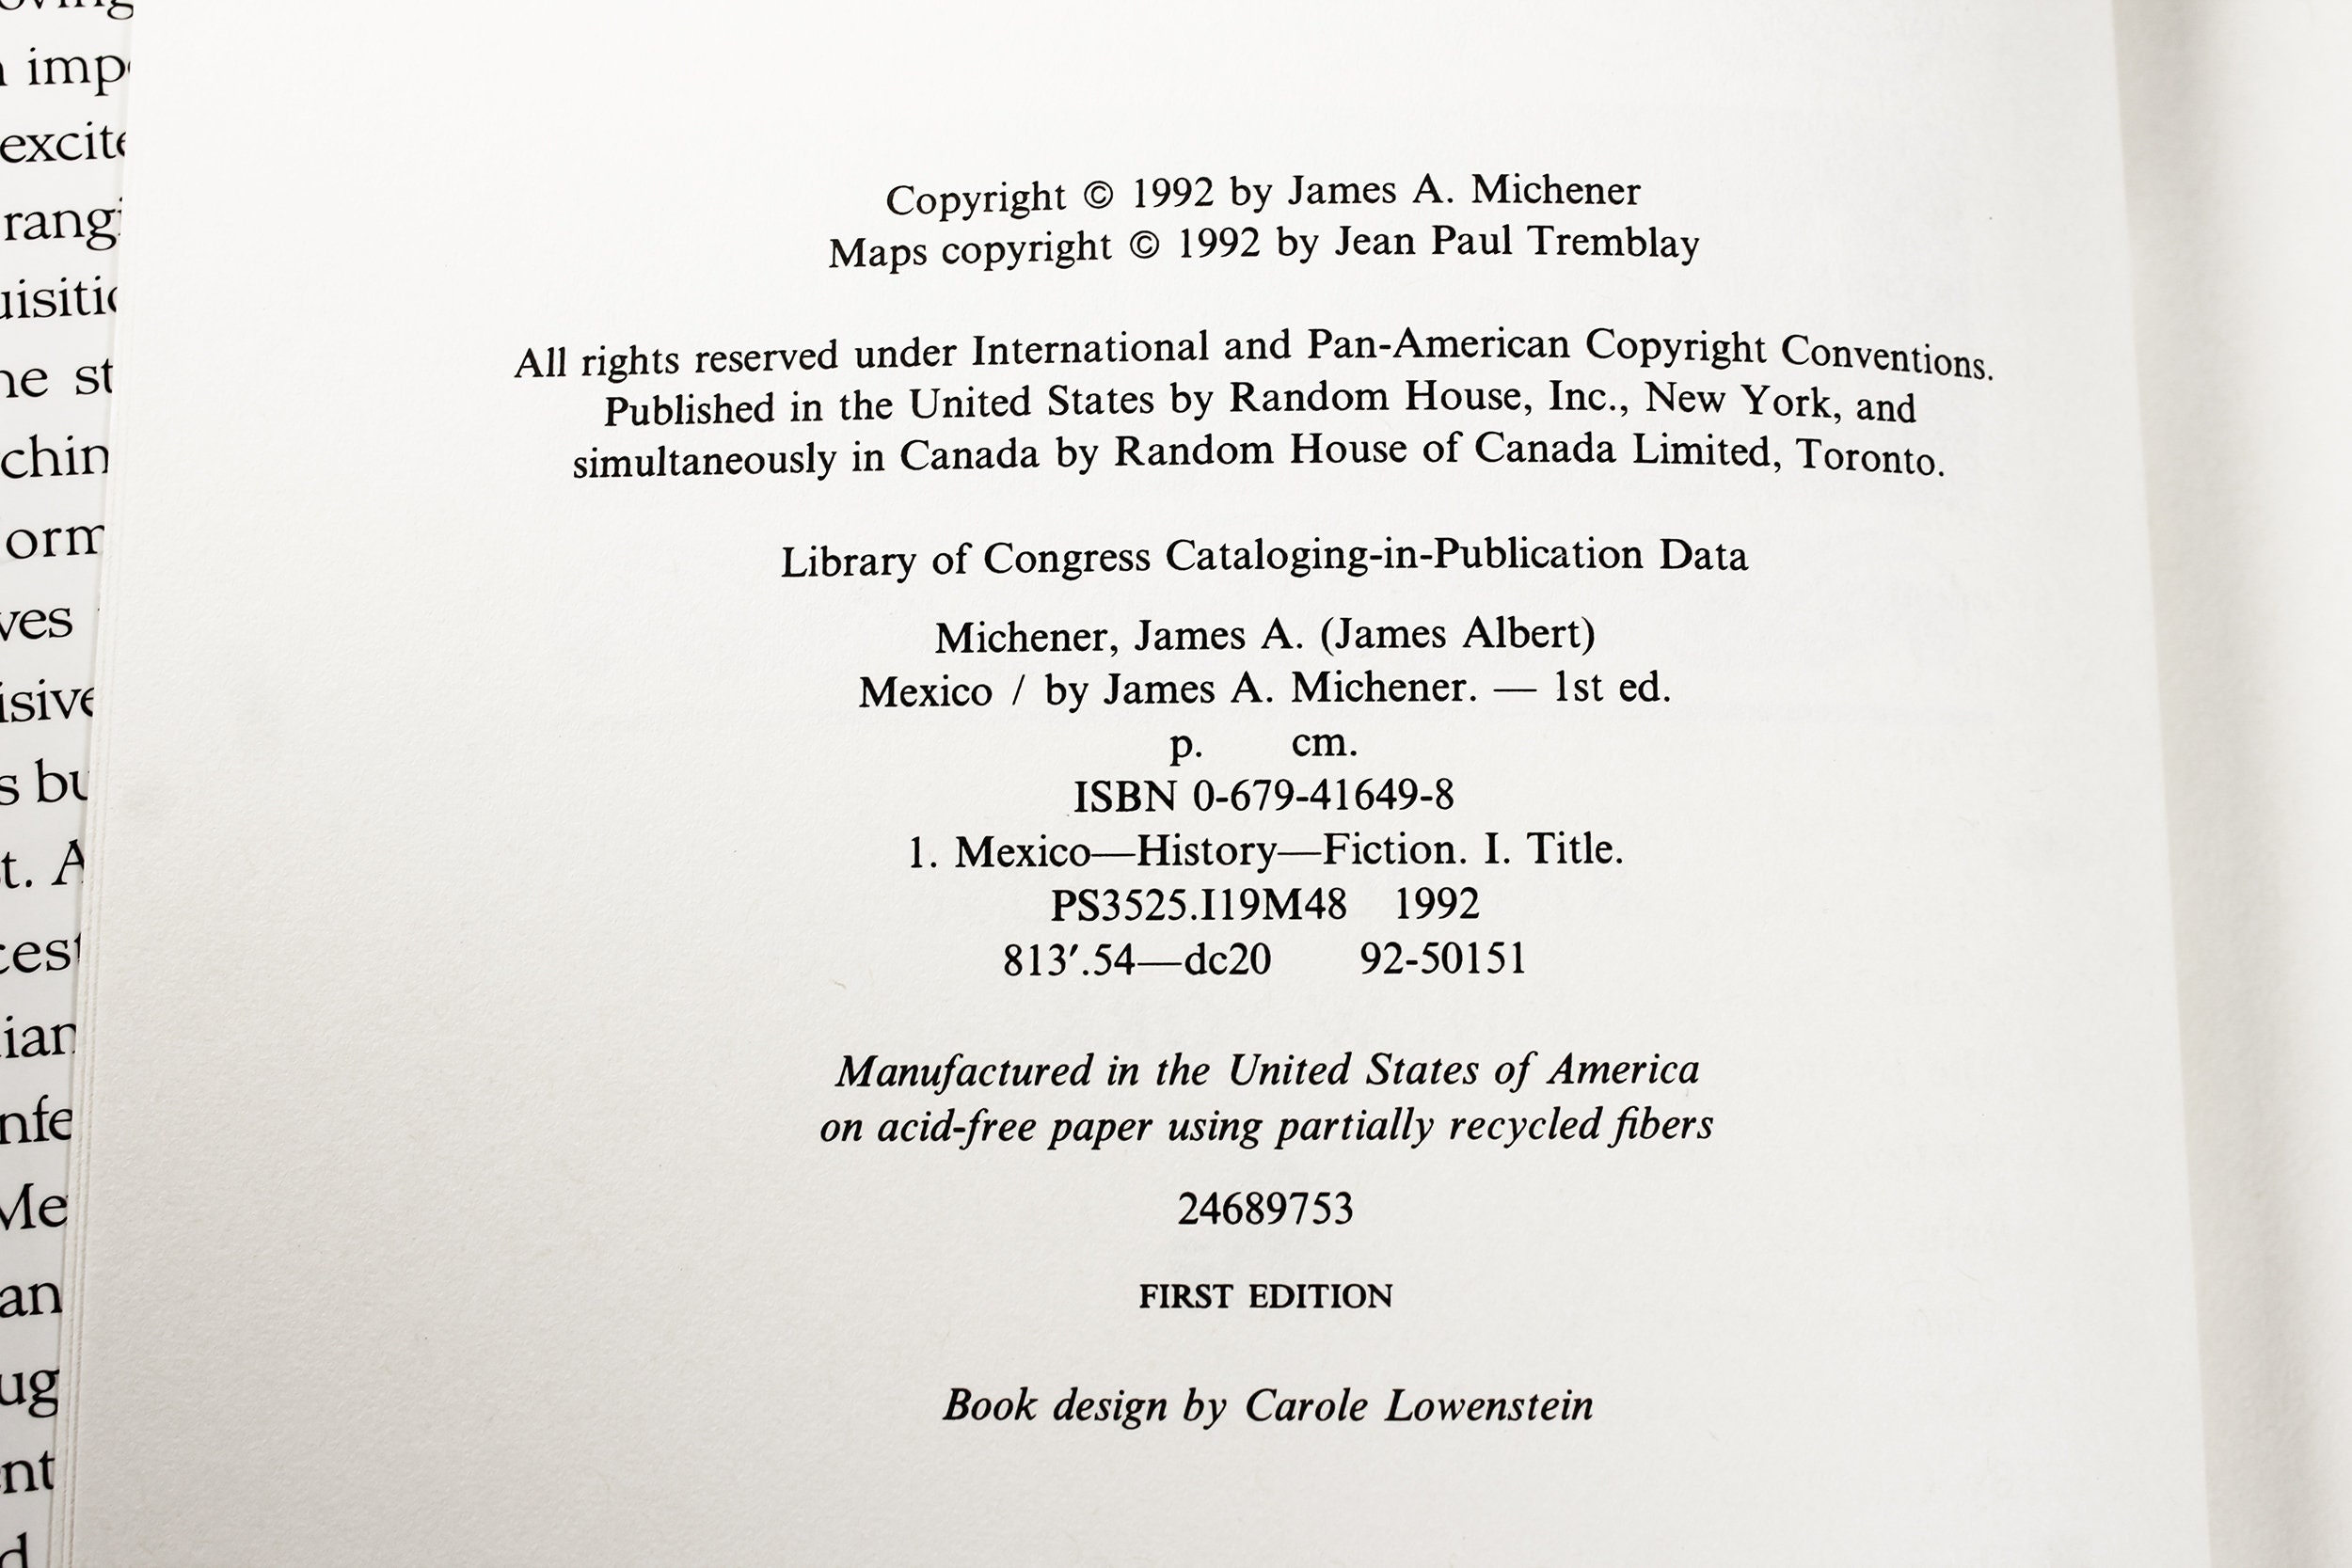 imp
excite
Copyright © 1992 by James A. Michener
Maps copyright © 1992 by Jean Paul Tremblay
All rights reserved under International and Pan-American Copyright Conventions.
Published in the United States by Random House, Inc., New York, and
simultaneously in Canada by Random House of Canada Limited, Toronto.
Library of Congress Cataloging-in-Publication Data
Michener, James A. (James Albert)
Mexico / by James A. Michener. — 1st ed.
p. cm.
ISBN 0-679-41649-8
1. Mexico—History—Fiction. I. Title.
PS3525.I19M48 1992
813′.54—dc20 92-50151
Manufactured in the United States of America
on acid-free paper using partially recycled fibers
24689753
FIRST EDITION
Book design by Carole Lowenstein